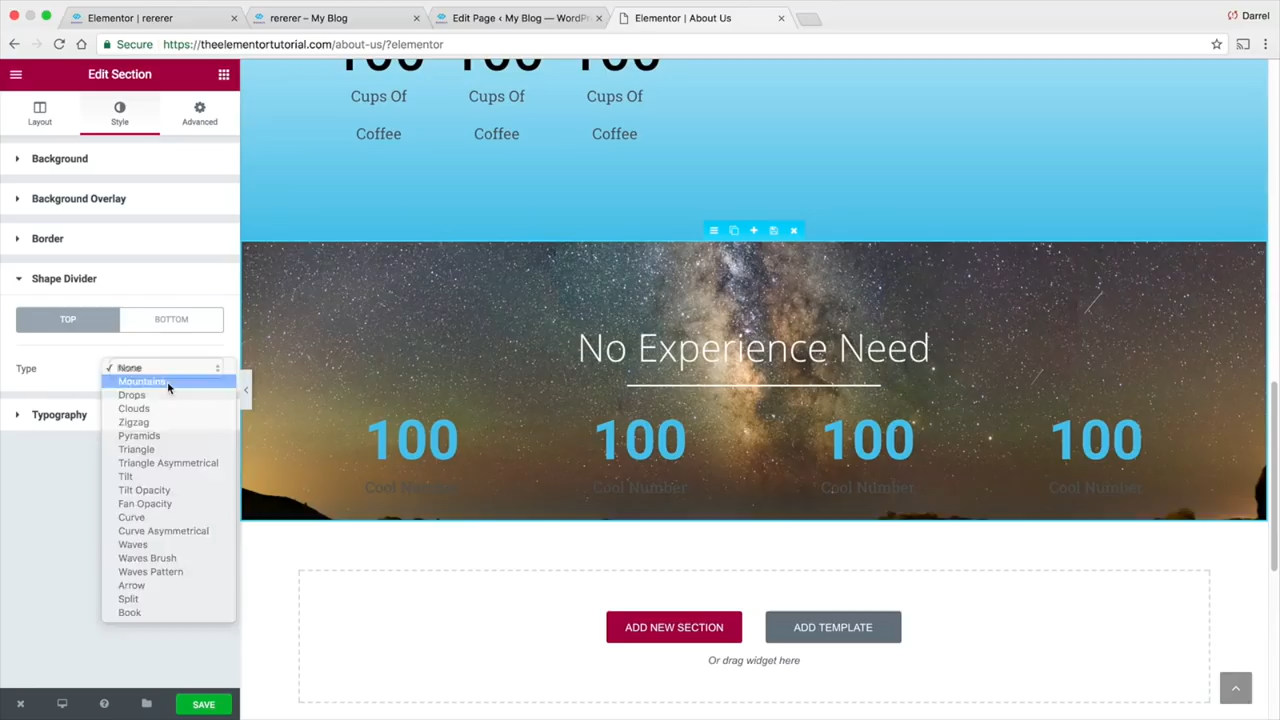 Elementor | rererer
rererer – My Blog
Edit Page ‹ My Blog — WordPr
Elementor | About Us
Darrel
Secure
https://theelementortutorial.com/about-us/?elementor
Edit Section
Layout
Style
Advanced
Background
Background Overlay
Border
Shape Divider
TOP
BOTTOM
Type
✓ None
Mountains
Drops
Clouds
Zigzag
Pyramids
Triangle
Triangle Asymmetrical
Tilt
Tilt Opacity
Fan Opacity
Curve
Curve Asymmetrical
Waves
Waves Brush
Waves Pattern
Arrow
Split
Book
Typography
SAVE
100 100 100
Cups Of Cups Of Cups Of
Coffee Coffee Coffee
No Experience Need
100 100 100 100
Cool Number Cool Number Cool Number Cool Number
ADD NEW SECTION
ADD TEMPLATE
Or drag widget here